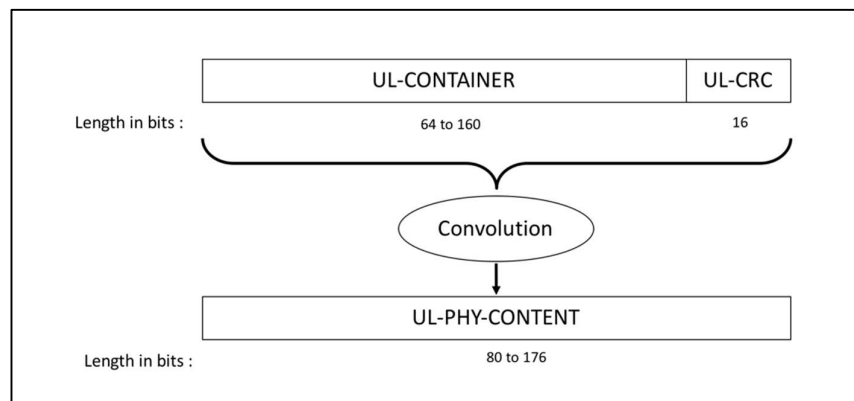 UL-CONTAINER UL-CRC
Length in bits : 64 to 160 16
Convolution
UL-PHY-CONTENT
Length in bits : 80 to 176